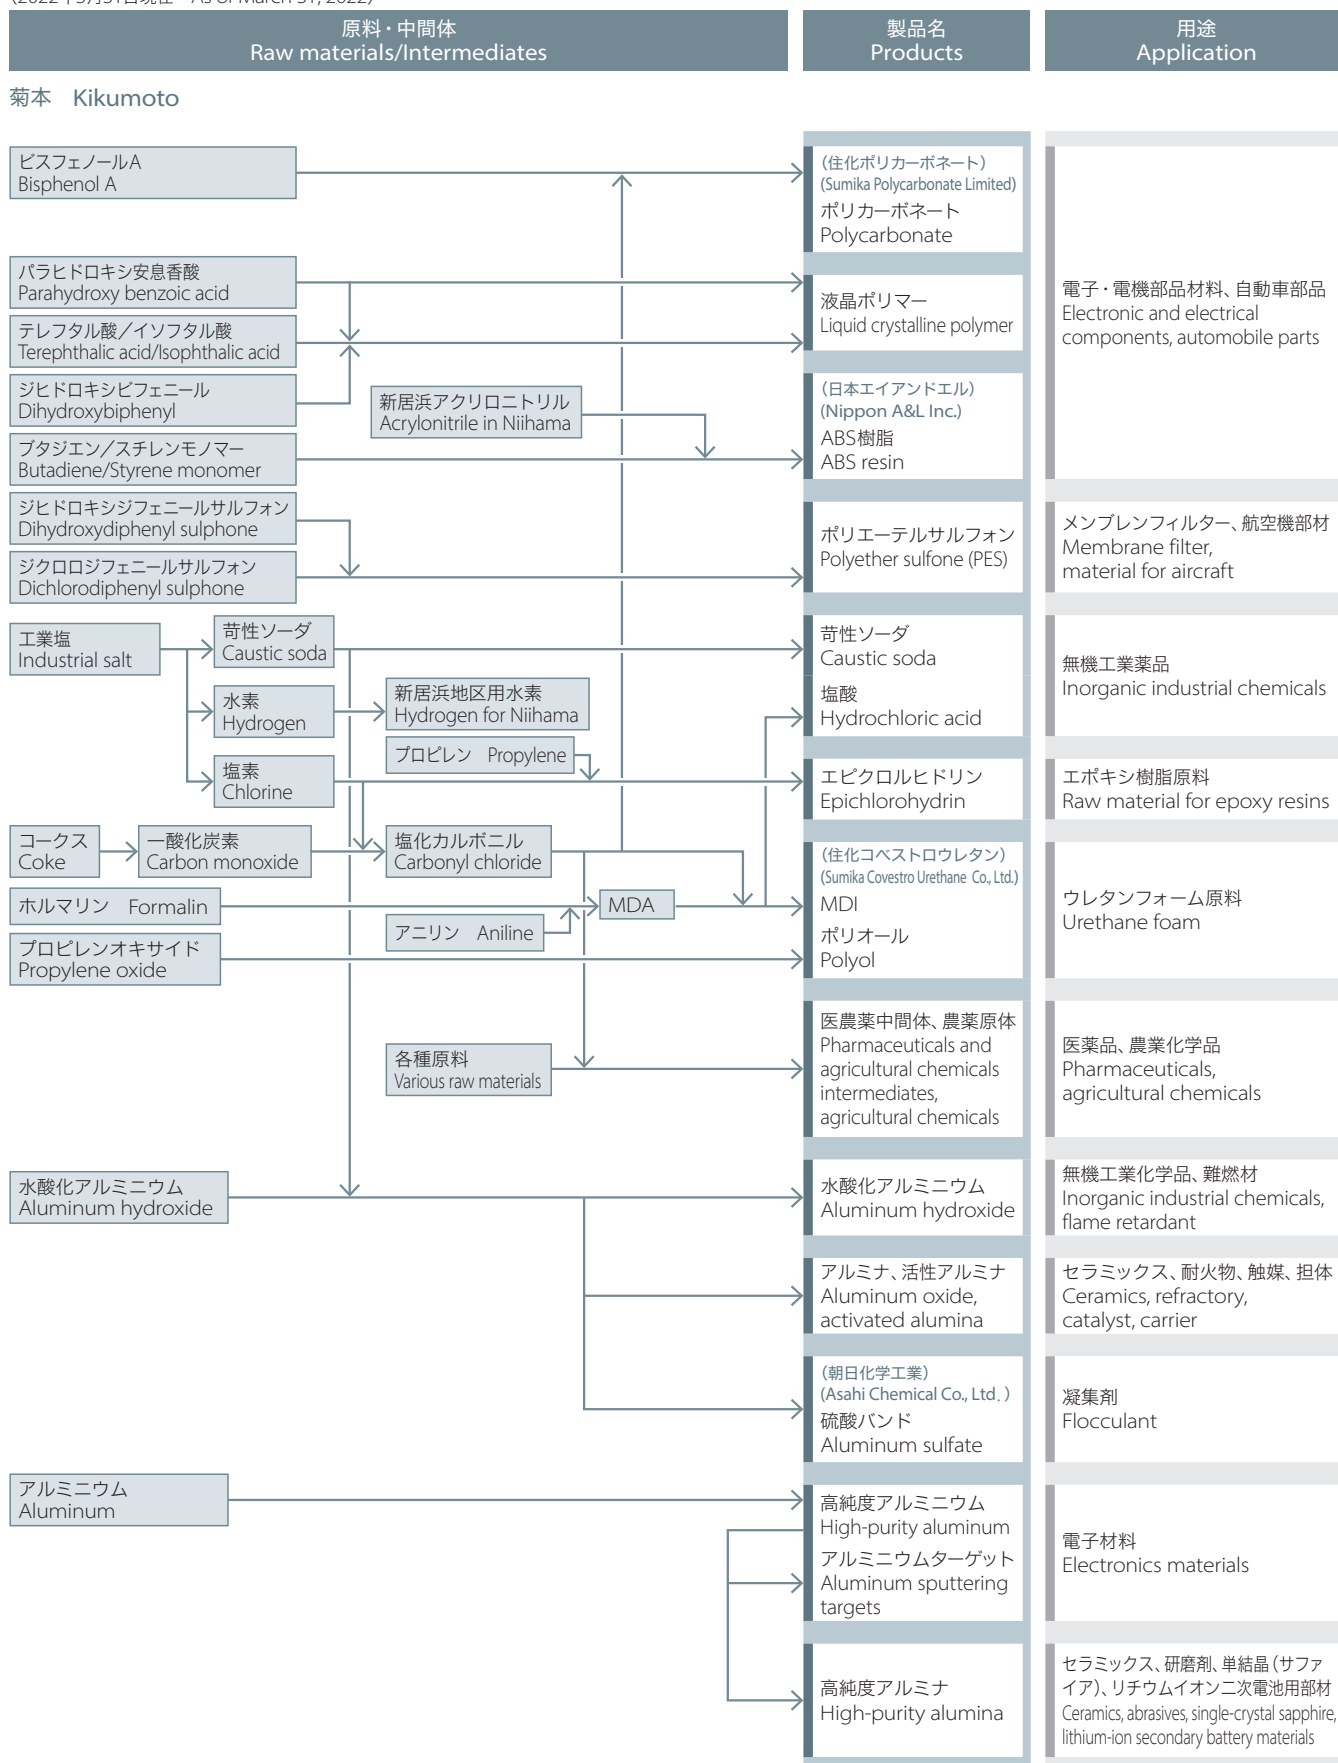 (2022年3月31日現在 As of March 31, 2022)
原料・中間体
Raw materials/Intermediates
製品名
Products
用途
Application
菊本 Kikumoto
ビスフェノールA
Bisphenol A
(住化ポリカーボネート)
(Sumika Polycarbonate Limited)
ポリカーボネート
Polycarbonate
パラヒドロキシ安息香酸
Parahydroxy benzoic acid
テレフタル酸/イソフタル酸
Terephthalic acid/Isophthalic acid
液晶ポリマー
Liquid crystalline polymer
電子・電機部品材料、自動車部品
Electronic and electrical
components, automobile parts
ジヒドロキシビフェニール
Dihydroxybiphenyl
新居浜アクリロニトリル
Acrylonitrile in Niihama
ブタジエン/スチレンモノマー
Butadiene/Styrene monomer
(日本エイアンドエル)
(Nippon A&L Inc.)
ABS樹脂
ABS resin
ジヒドロキシジフェニールサルフォン
Dihydroxydiphenyl sulphone
ジクロロジフェニールサルフォン
Dichlorodiphenyl sulphone
ポリエーテルサルフォン
Polyether sulfone (PES)
メンブレンフィルター、航空機部材
Membrane filter,
material for aircraft
工業塩
Industrial salt
苛性ソーダ
Caustic soda
苛性ソーダ
Caustic soda
水素
Hydrogen
新居浜地区用水素
Hydrogen for Niihama
塩酸
Hydrochloric acid
無機工業薬品
Inorganic industrial chemicals
プロピレン Propylene
塩素
Chlorine
エピクロルヒドリン
Epichlorohydrin
エポキシ樹脂原料
Raw material for epoxy resins
コークス
Coke
一酸化炭素
Carbon monoxide
塩化カルボニル
Carbonyl chloride
(住化コベストロウレタン)
(Sumika Covestro Urethane Co., Ltd.)
MDI
ポリオール
Polyol
ウレタンフォーム原料
Urethane foam
ホルマリン Formalin
MDA
アニリン Aniline
プロピレンオキサイド
Propylene oxide
各種原料
Various raw materials
医農薬中間体、農薬原体
Pharmaceuticals and
agricultural chemicals
intermediates,
agricultural chemicals
医薬品、農業化学品
Pharmaceuticals,
agricultural chemicals
水酸化アルミニウム
Aluminum hydroxide
水酸化アルミニウム
Aluminum hydroxide
無機工業化学品、難燃材
Inorganic industrial chemicals,
flame retardant
アルミナ、活性アルミナ
Aluminum oxide,
activated alumina
セラミックス、耐火物、触媒、担体
Ceramics, refractory,
catalyst, carrier
(朝日化学工業)
(Asahi Chemical Co., Ltd.)
硫酸バンド
Aluminum sulfate
凝集剤
Flocculant
アルミニウム
Aluminum
高純度アルミニウム
High-purity aluminum
アルミニウムターゲット
Aluminum sputtering
targets
電子材料
Electronics materials
高純度アルミナ
High-purity alumina
セラミックス、研磨剤、単結晶(サファ
イア)、リチウムイオン二次電池用部材
Ceramics, abrasives, single-crystal sapphire,
lithium-ion secondary battery materials